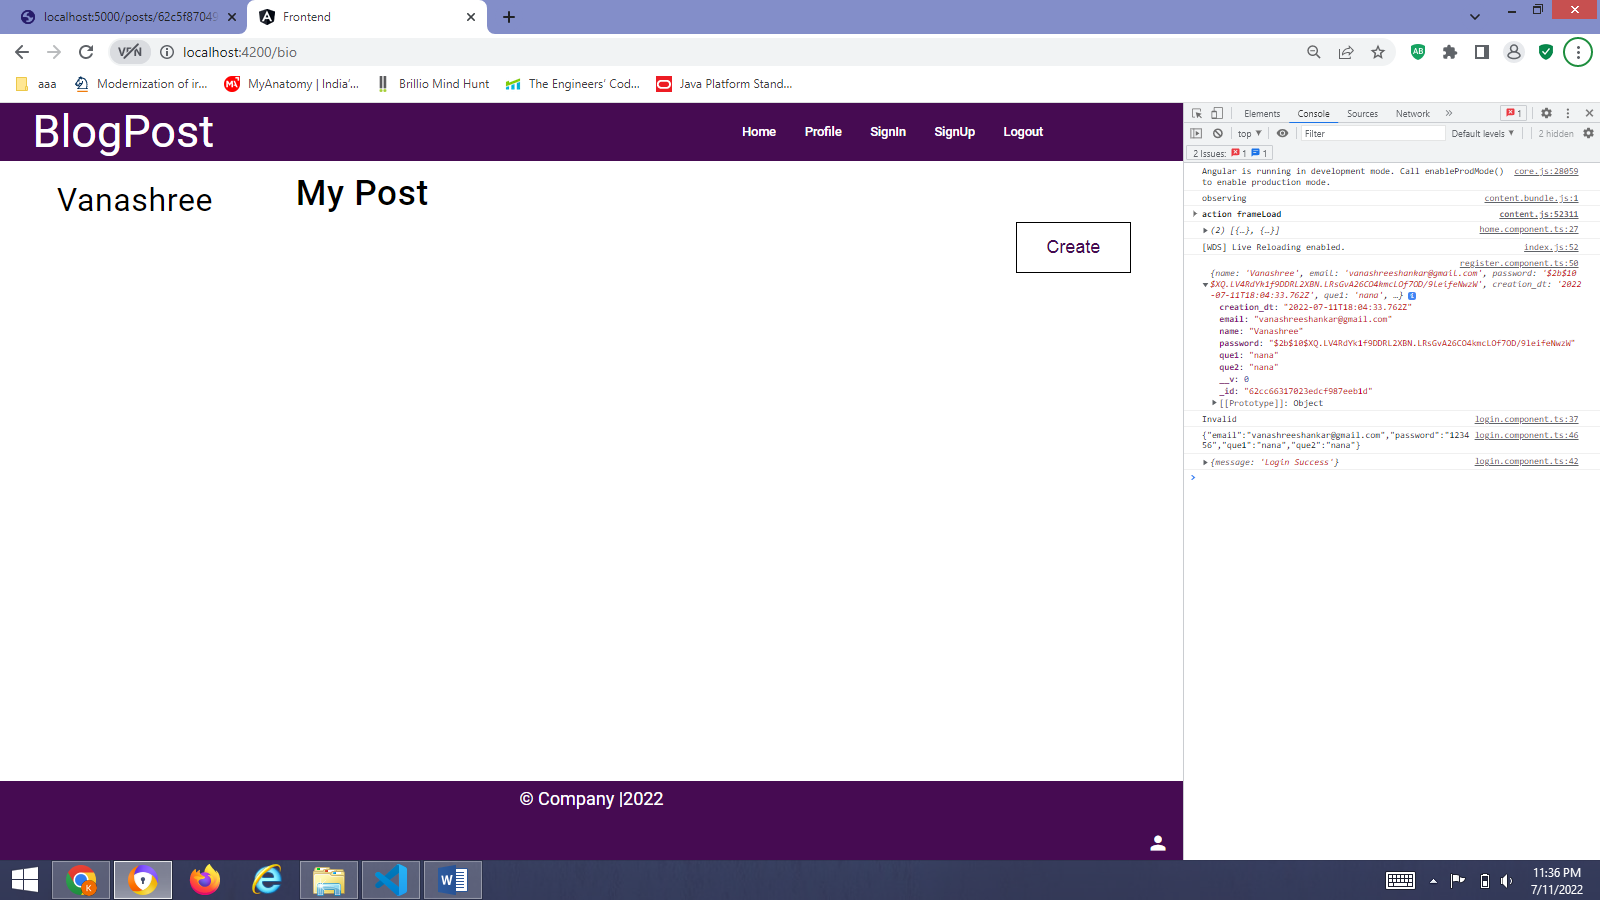 localhost:5000/posts/62c5f87049
Frontend
VPN
localhost:4200/bio
AB
aaa
Modernization of ir...
MyAnatomy | India'...
Brillio Mind Hunt
The Engineers' Cod...
Java Platform Stand...
BlogPost
Home
Profile
SignIn
SignUp
Logout
Vanashree
My Post
Create
© Company |2022
Elements
Console
Sources
Network
1
top
Filter
Default levels
2 hidden
2 Issues:
1
1
Angular is running in development mode. Call enableProdMode() core.js:28059
to enable production mode.
observing content.bundle.js:1
action frameLoad content.js:52311
(2) [{…}, {…}] home.component.ts:27
[WDS] Live Reloading enabled. index.js:52
register.component.ts:50
{name: 'Vanashree', email: 'vanashreeshankar@gmail.com', password: '$2b$10
$XQ.LV4RdYk1f9DDRL2XBN.LRsGvA26CO4kmcLOf7OD/9leifeNwzW', creation_dt: '2022
-07-11T18:04:33.762Z', que1: 'nana', …}
creation_dt: "2022-07-11T18:04:33.762Z"
email: "vanashreeshankar@gmail.com"
name: "Vanashree"
password: "$2b$10$XQ.LV4RdYk1f9DDRL2XBN.LRsGvA26CO4kmcLOf7OD/9leifeNwzW"
que1: "nana"
que2: "nana"
__v: 0
_id: "62cc66317023edcf987eeb1d"
[[Prototype]]: Object
Invalid login.component.ts:37
{"email":"vanashreeshankar@gmail.com","password":"1234 login.component.ts:46
56","que1":"nana","que2":"nana"}
{message: 'Login Success'} login.component.ts:42
K
W
11:36 PM
7/11/2022